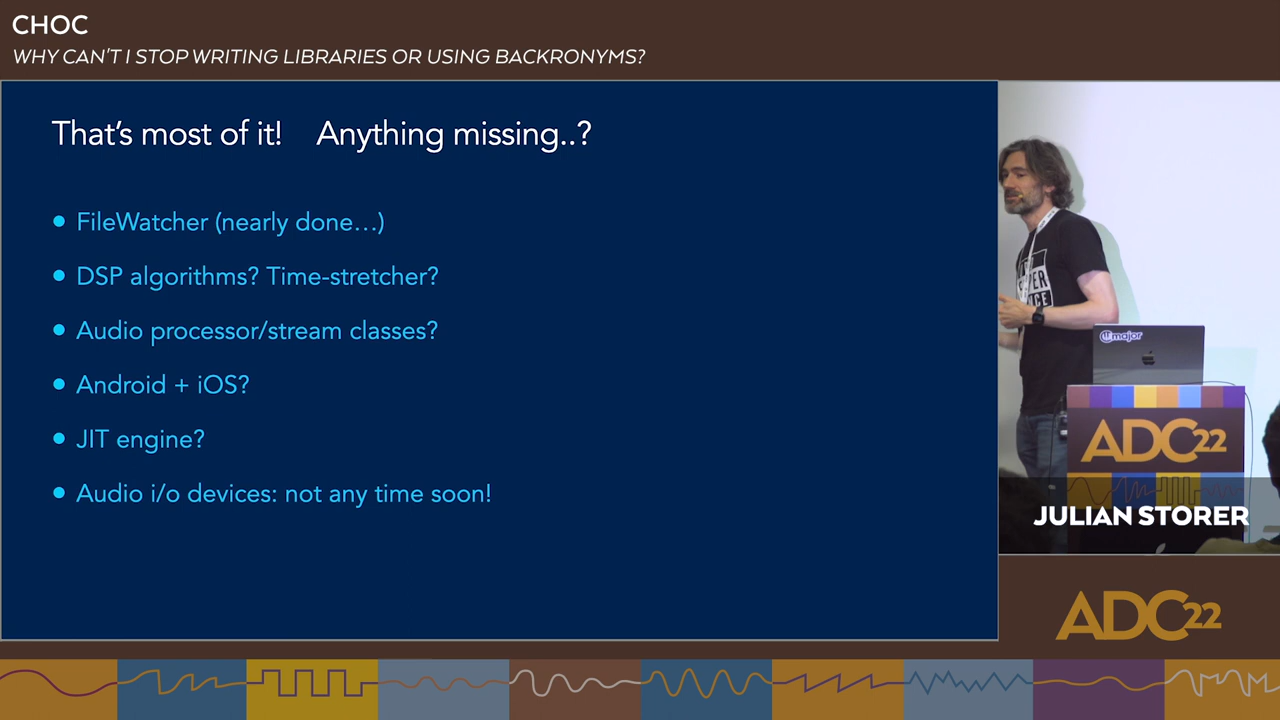 CHOC
WHY CAN'T I STOP WRITING LIBRARIES OR USING BACKRONYMS?
That's most of it! Anything missing..?
FileWatcher (nearly done...)
DSP algorithms? Time-stretcher?
Audio processor/stream classes?
Android + iOS?
JIT engine?
Audio i/o devices: not any time soon!
major
ADC22
JULIAN STORER
ADC22